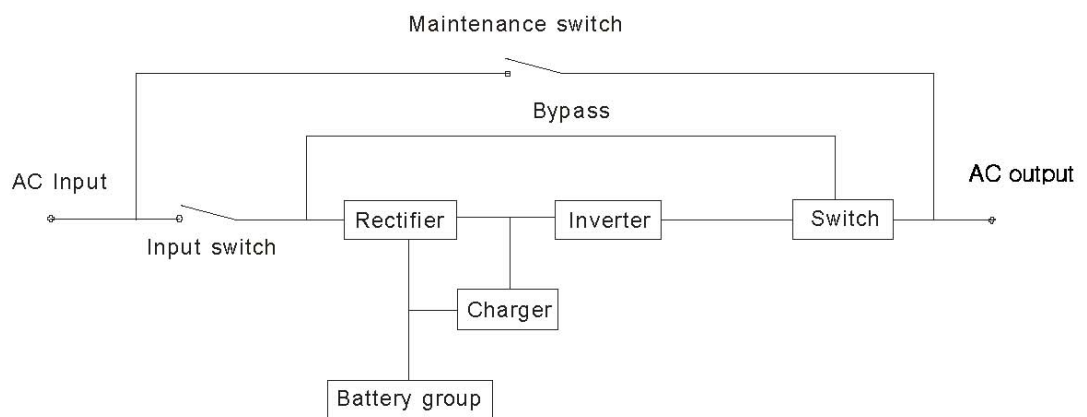 Maintenance switch
Bypass
AC Input
AC output
Rectifier
Inverter
Switch
Input switch
Charger
Battery group